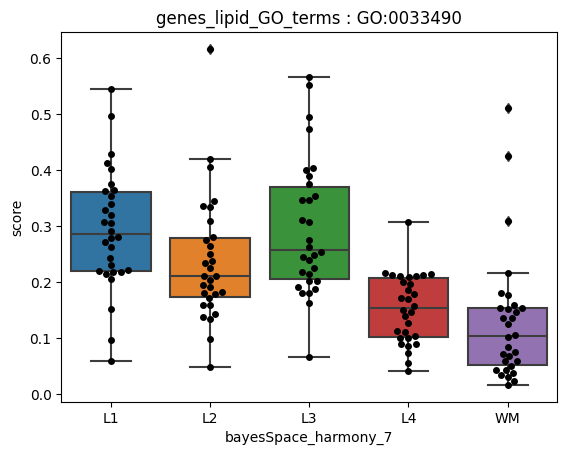 genes_lipid_GO_terms : GO:0033490
0.6
0.5
0.4
0.3
0.2
0.1
0.0
score
L1 L2 L3 L4 WM
bayesSpace_harmony_7